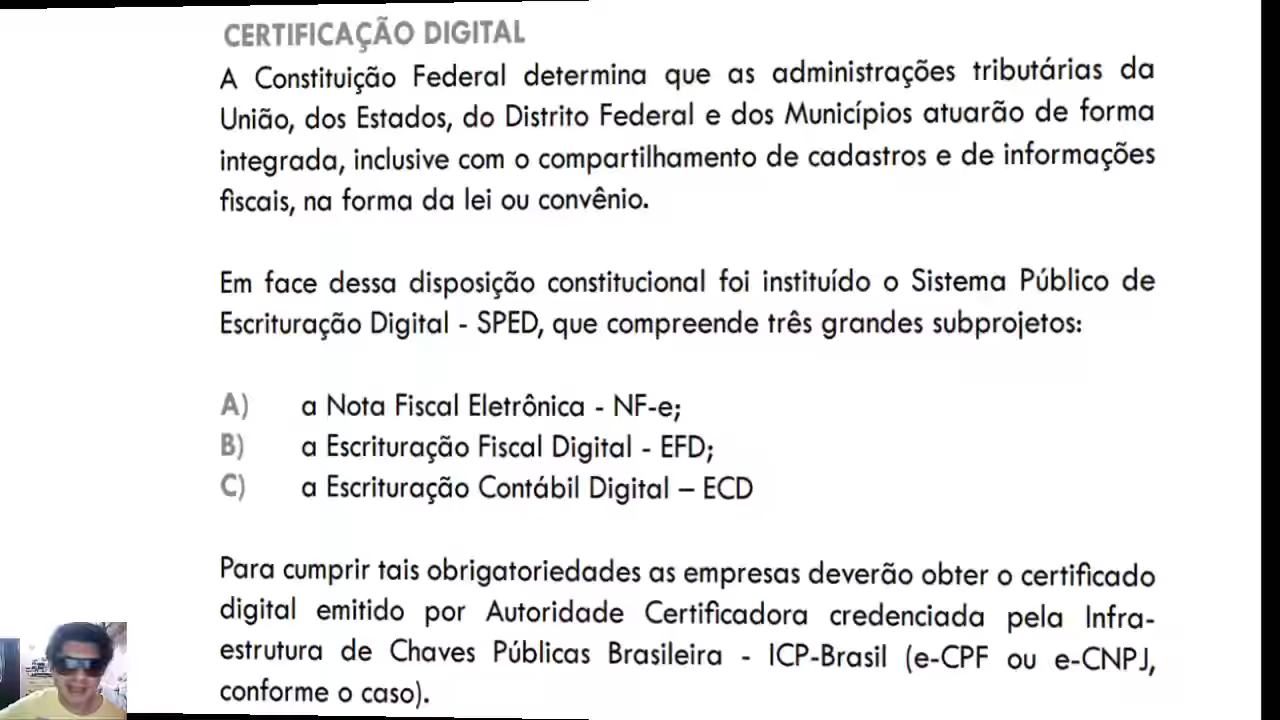 CERTIFICAÇÃO DIGITAL
A Constituição Federal determina que as administrações tributárias da
União, dos Estados, do Distrito Federal e dos Municípios atuarão de forma
integrada, inclusive com o compartilhamento de cadastros e de informações
fiscais, na forma da lei ou convênio.
Em face dessa disposição constitucional foi instituído o Sistema Público de
Escrituração Digital - SPED, que compreende três grandes subprojetos:
A) a Nota Fiscal Eletrônica - NF-e;
B) a Escrituração Fiscal Digital - EFD;
C) a Escrituração Contábil Digital – ECD
Para cumprir tais obrigatoriedades as empresas deverão obter o certificado
digital emitido por Autoridade Certificadora credenciada pela Infra-
estrutura de Chaves Públicas Brasileira - ICP-Brasil (e-CPF ou e-CNPJ,
conforme o caso).